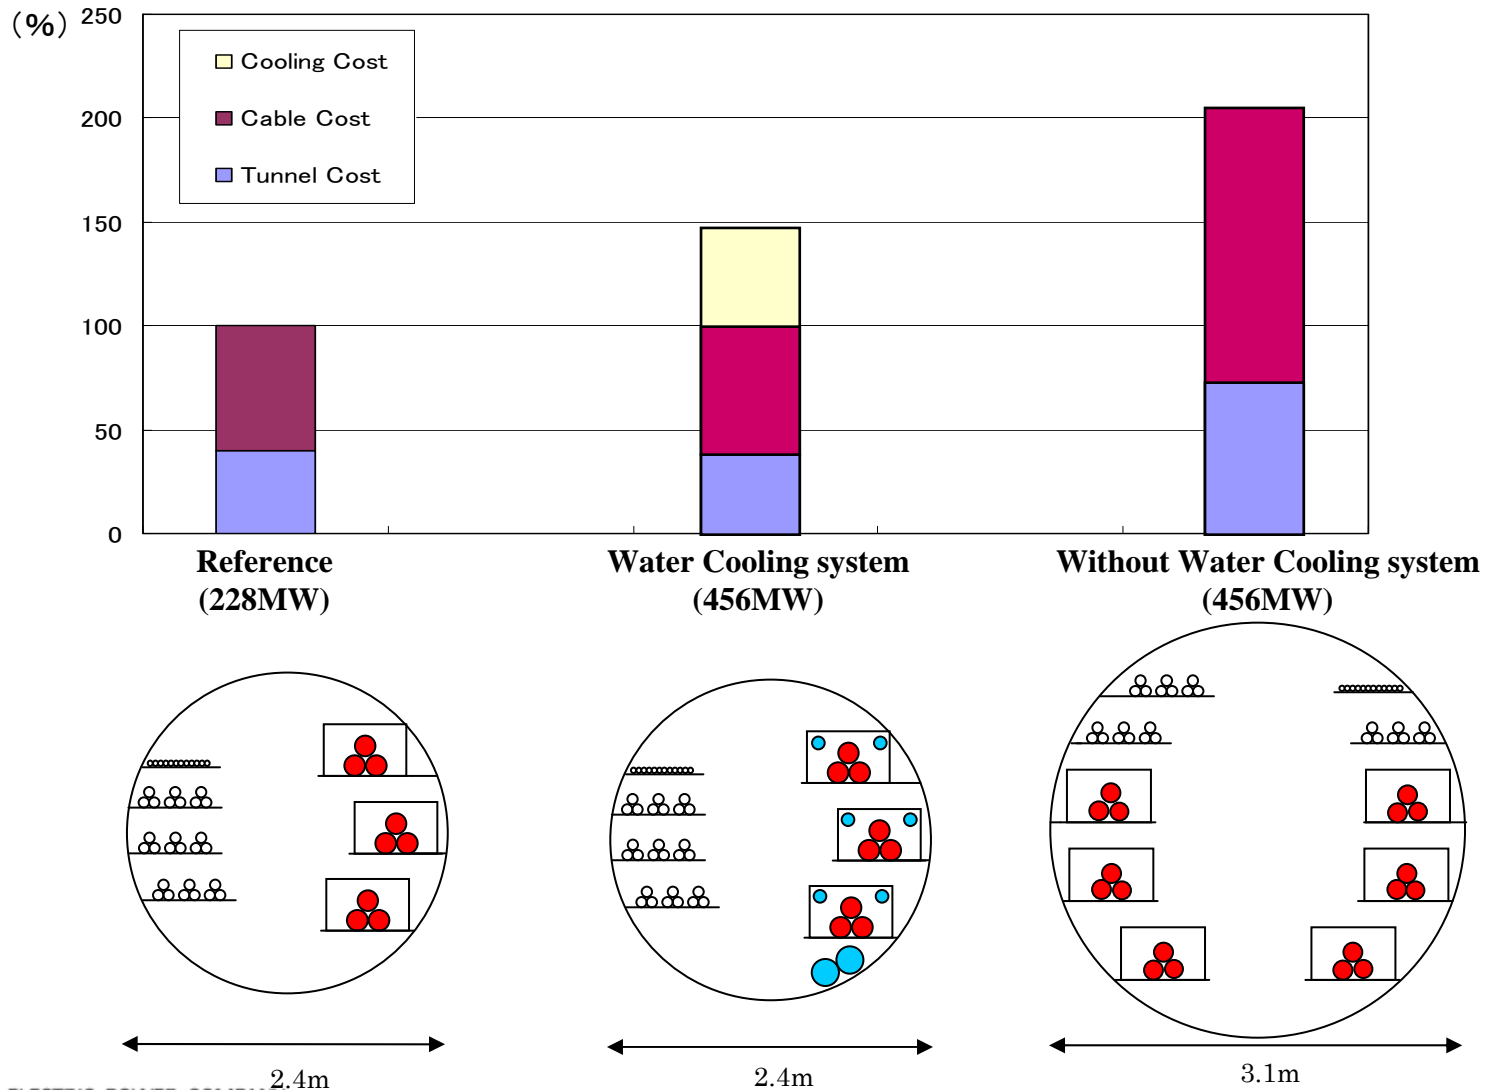 (%)
250
200
150
100
50
0
Cooling Cost
Cable Cost
Tunnel Cost
Reference
(228MW)
Water Cooling system
(456MW)
Without Water Cooling system
(456MW)
2.4m
2.4m
3.1m